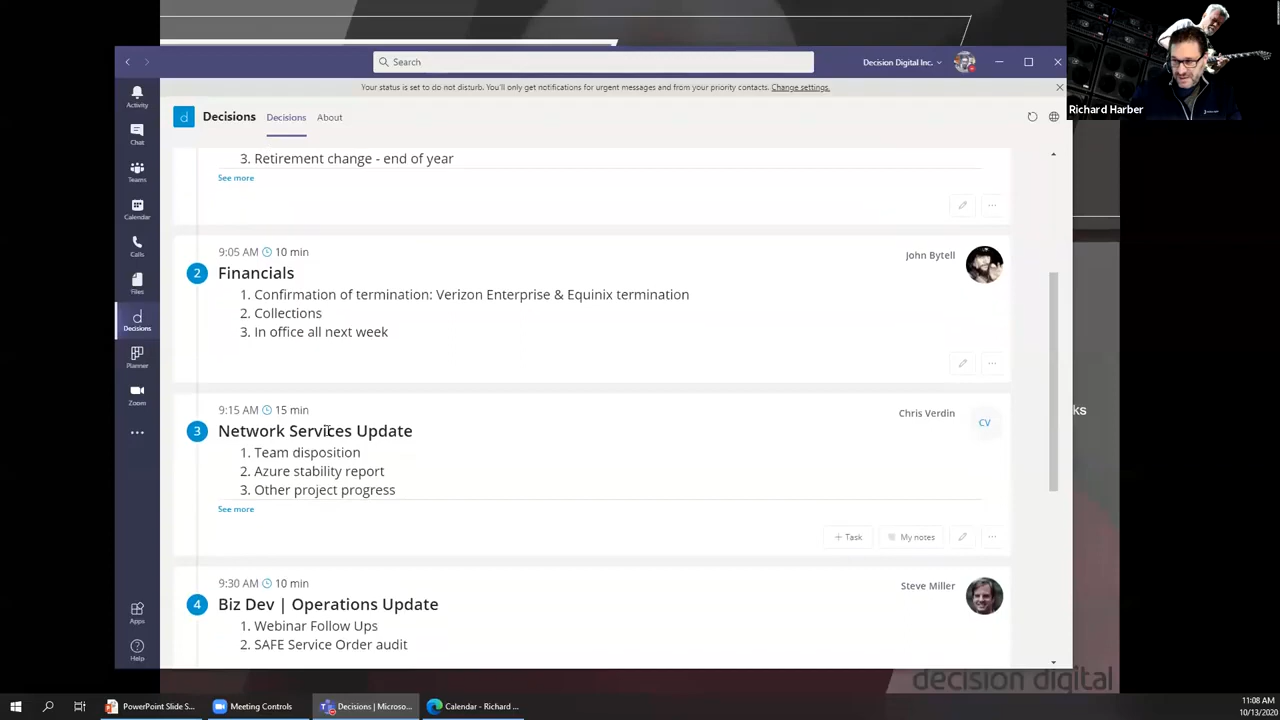 Search
Decision Digital Inc.
Richard Harber
Your status is set to do not disturb. You'll only get notifications for urgent messages and from your priority contacts. Change settings.
Activity
Chat
Teams
Calendar
Calls
Files
Decisions
Planner
Zoom
Apps
Help
d Decisions Decisions About
3. Retirement change - end of year
See more
9:05 AM 10 min
John Bytell
2 Financials
1. Confirmation of termination: Verizon Enterprise & Equinix termination
2. Collections
3. In office all next week
9:15 AM 15 min
Chris Verdin
CV
3 Network Services Update
1. Team disposition
2. Azure stability report
3. Other project progress
See more
+ Task My notes
9:30 AM 10 min
Steve Miller
4 Biz Dev | Operations Update
1. Webinar Follow Ups
2. SAFE Service Order audit
ks
decision digital
PowerPoint Slide S... Meeting Controls Decisions | Microso... Calendar - Richard ...
11:08 AM
10/13/2020